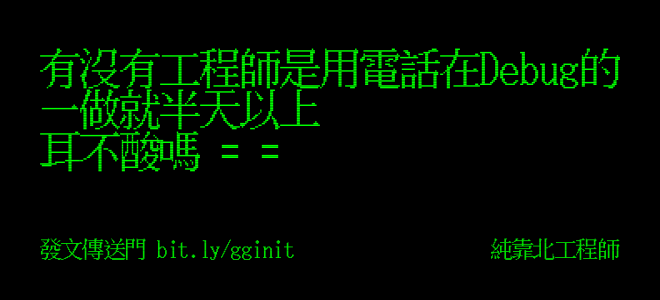 有沒有工程師是用電話在Debug的
一做就半天以上
耳不酸嗎 = =
發文傳送門 bit.ly/gginit 純靠北工程師